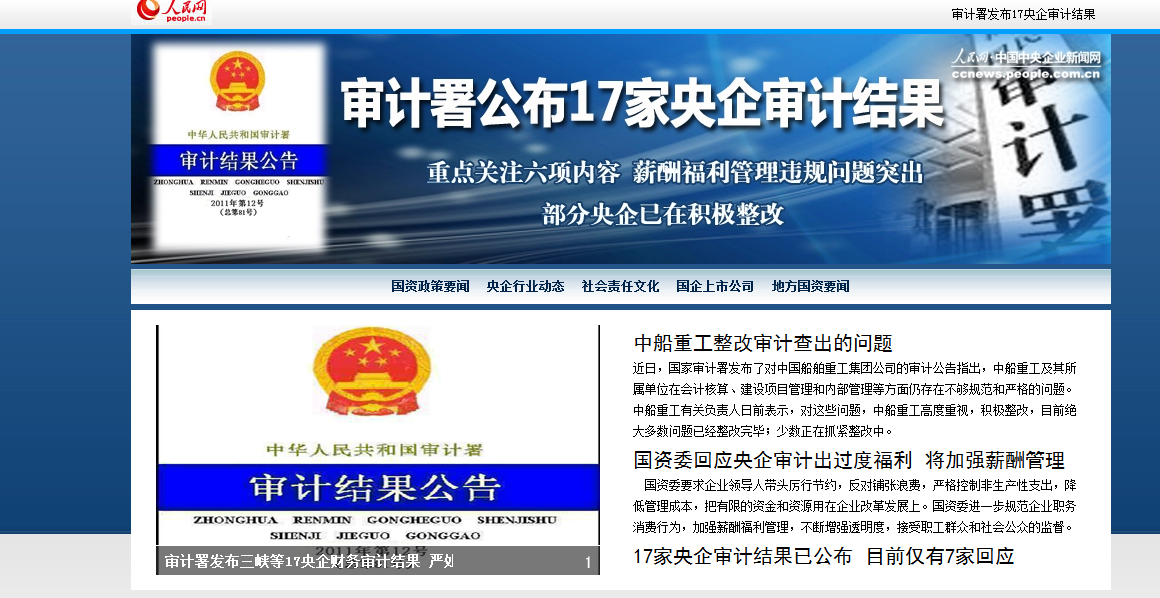 人民网
people.cn
审计署发布17央企审计结果
人民网·中国中央企业新闻网
ccnews.people.com.cn
审计署公布17家央企审计结果
重点关注六项内容 薪酬福利管理违规问题突出
部分央企已在积极整改
中华人民共和国审计署
审计结果公告
ZHONGHUA RENMIN GONGHEGUO SHENJISHU
SHENJI JIEGUO GONGGAO
2011年第12号
(总第81号)
审计署
国资政策要闻 央企行业动态 社会责任文化 国企上市公司 地方国资要闻
中华人民共和国审计署
审计结果公告
ZHONGHUA RENMIN GONGHEGUO SHENJISHU
SHENJI JIEGUO GONGGAO
2011年第12号
审计署发布三峡等17央企财务审计结果 严处
1
中船重工整改审计查出的问题
近日，国家审计署发布了对中国船舶重工集团公司的审计公告指出，中船重工及其所
属单位在会计核算、建设项目管理和内部管理等方面仍存在不够规范和严格的问题。
中船重工有关负责人日前表示，对这些问题，中船重工高度重视，积极整改，目前绝
大多数问题已经整改完毕；少数正在抓紧整改中。
国资委回应央企审计出过度福利 将加强薪酬管理
国资委要求企业领导人带头厉行节约，反对铺张浪费，严格控制非生产性支出，降
低管理成本，把有限的资金和资源用在企业改革发展上。国资委进一步规范企业职务
消费行为，加强薪酬福利管理，不断增强透明度，接受职工群众和社会公众的监督。
17家央企审计结果已公布 目前仅有7家回应